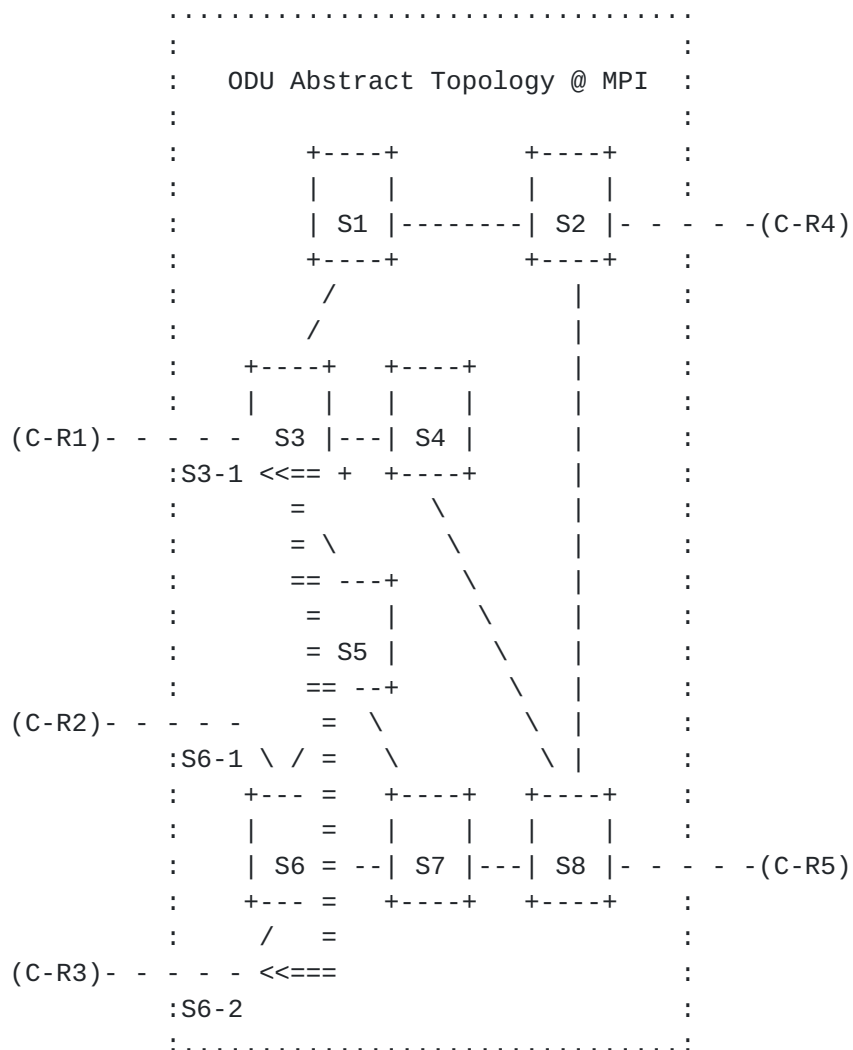 ODU Abstract Topology @ MPI
S1 S2 (C-R4)
(C-R1) S3 S4
S3-1
S5
(C-R2)
S6-1
S6 S7 S8 (C-R5)
(C-R3)
S6-2